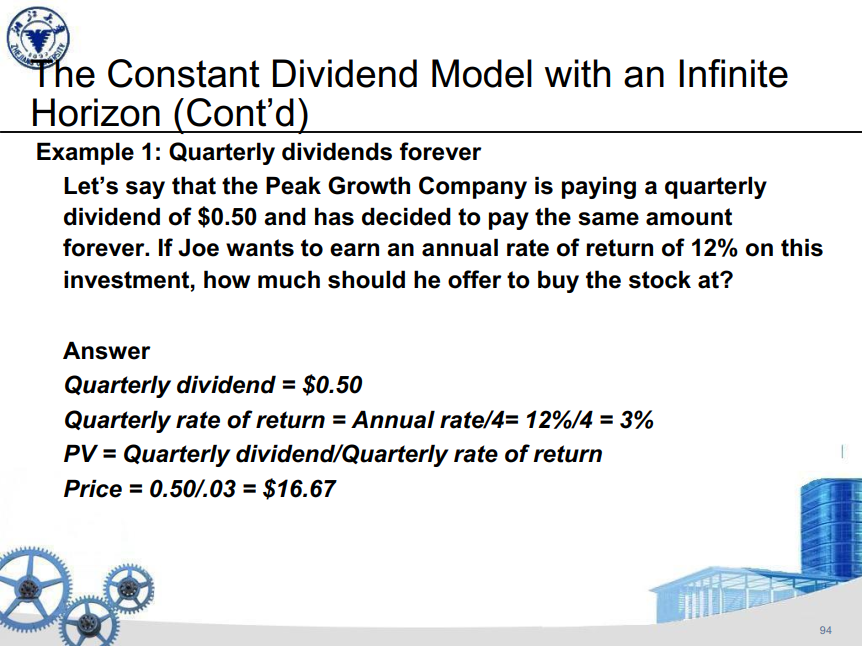 The Constant Dividend Model with an Infinite
Horizon (Cont’d)
Example 1: Quarterly dividends forever
Let’s say that the Peak Growth Company is paying a quarterly
dividend of $0.50 and has decided to pay the same amount
forever. If Joe wants to earn an annual rate of return of 12% on this
investment, how much should he offer to buy the stock at?
Answer
Quarterly dividend = $0.50
Quarterly rate of return = Annual rate/4= 12%/4 = 3%
PV = Quarterly dividend/Quarterly rate of return
Price = 0.50/.03 = $16.67
94